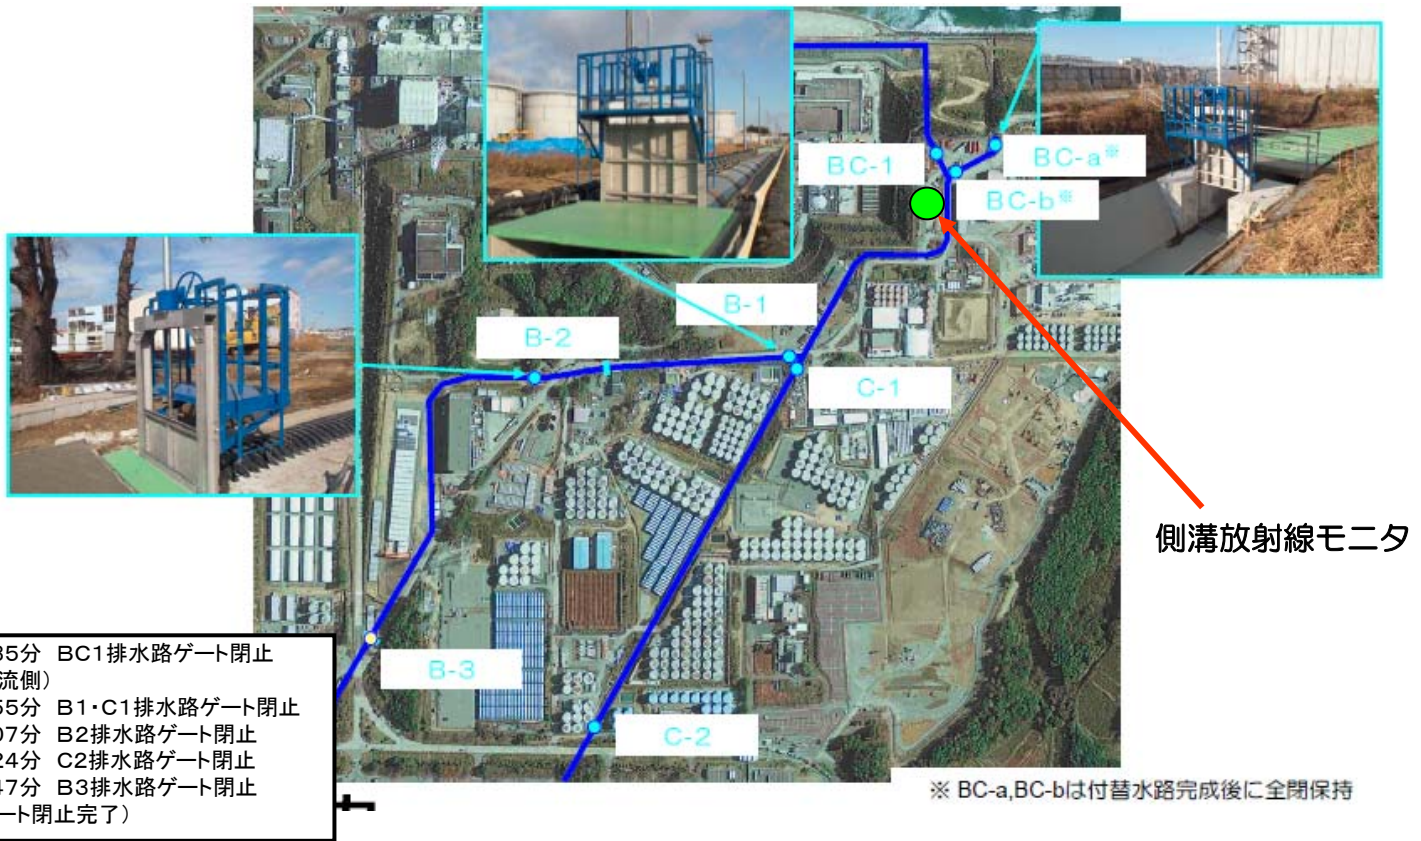 BC-1
BC-a※
BC-b※
B-1
B-2
C-1
側溝放射線モニタ
B-3
C-2
35分 BC1排水路ゲート閉止
流側）
55分 B1・C1排水路ゲート閉止
07分 B2排水路ゲート閉止
24分 C2排水路ゲート閉止
47分 B3排水路ゲート閉止
ート閉止完了）
※ BC-a,BC-bは付替水路完成後に全閉保持